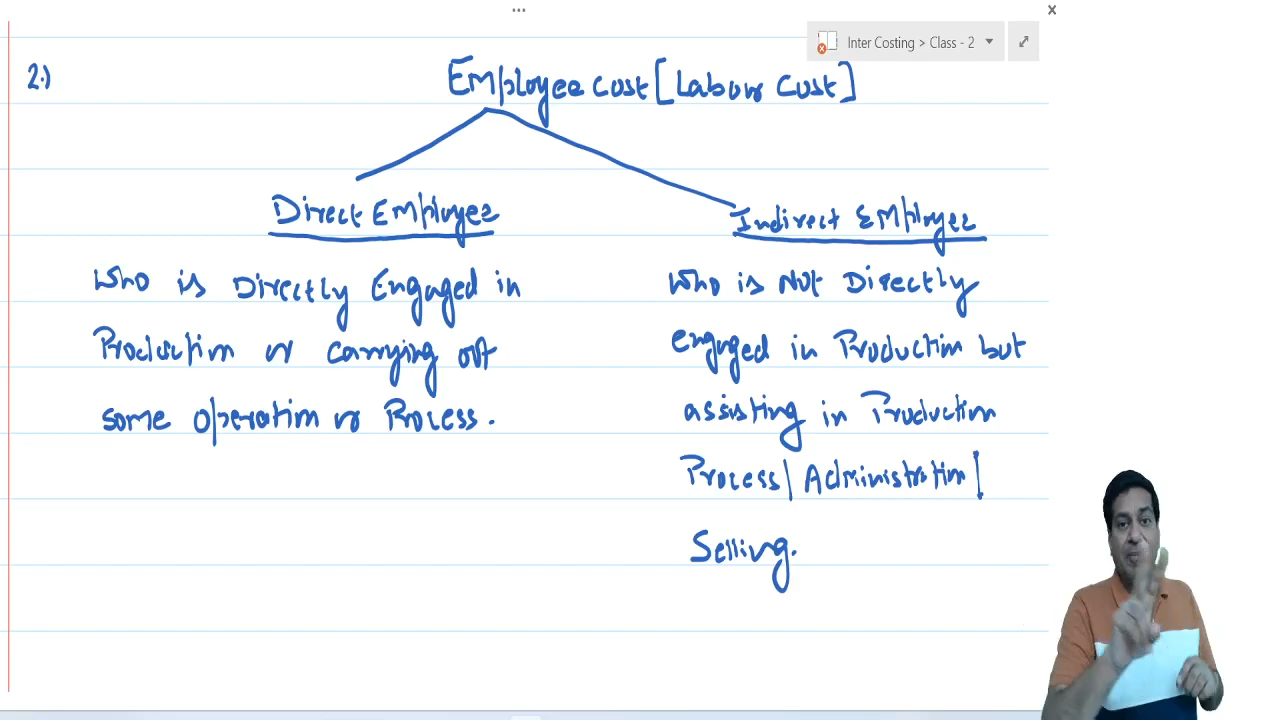 Inter Costing > Class - 2
2.)
Employee Cost [Labour Cost]
Direct Employee
Indirect Employee
Who is Directly Engaged in
Production or carrying out
some operation or Process.
Who is Not Directly
engaged in Production but
assisting in Production
Process| Administration|
Selling.